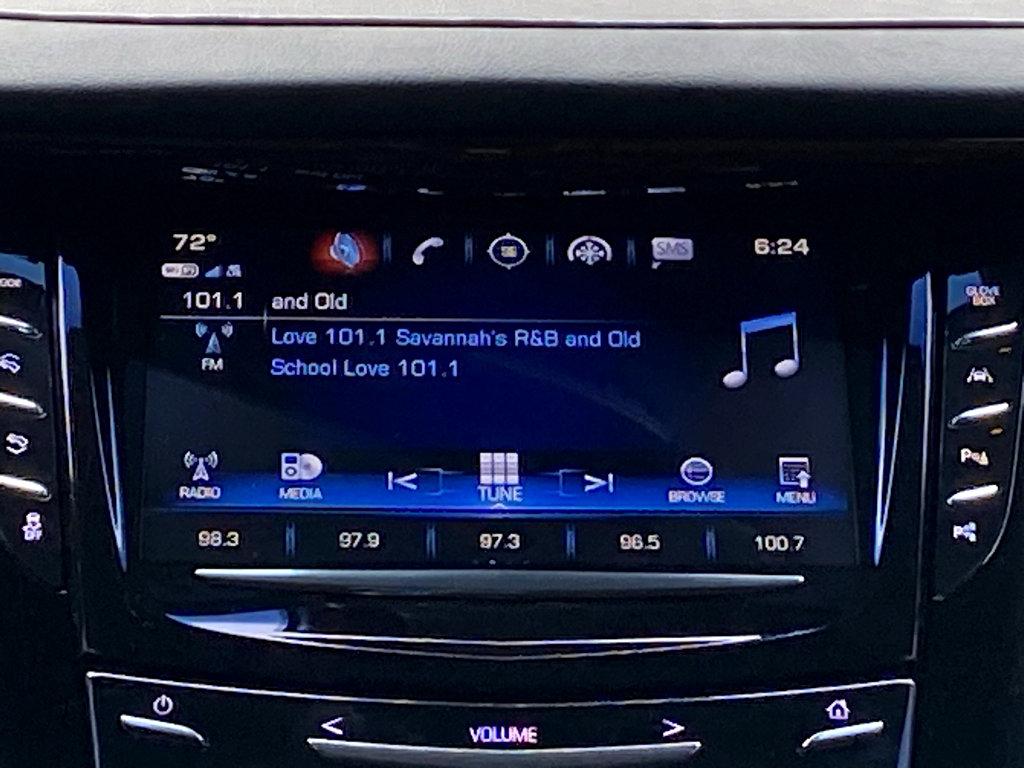 72°
SMS
6:24
101.1 and Old
Love 101.1 Savannah's R&B and Old
School Love 101.1
FM
RADIO MEDIA TUNE BROWSE MENU
98.3 97.9 97.3 96.5 100.7
GLOVE
BOX
OFF
VOLUME